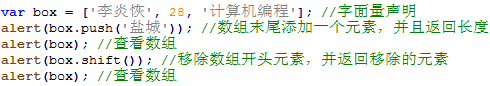 var box = ['李炎恢', 28, '计算机编程']; //字面量声明
alert(box.push('盐城')); //数组末尾添加一个元素，并且返回长度
alert(box); //查看数组
alert(box.shift()); //移除数组开头元素，并返回移除的元素
alert(box); //查看数组